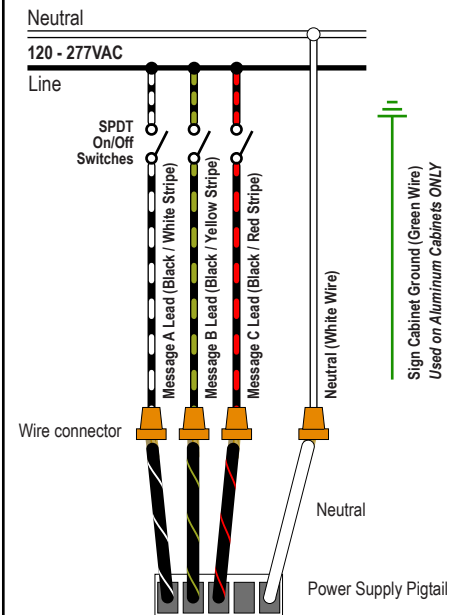 Neutral
120 - 277VAC
Line
SPDT
On/Off
Switches
Message A Lead (Black / White Stripe)
Message B Lead (Black / Yellow Stripe)
Message C Lead (Black / Red Stripe)
Neutral (White Wire)
Sign Cabinet Ground (Green Wire)
Used on Aluminum Cabinets ONLY
Wire connector
Neutral
Power Supply Pigtail